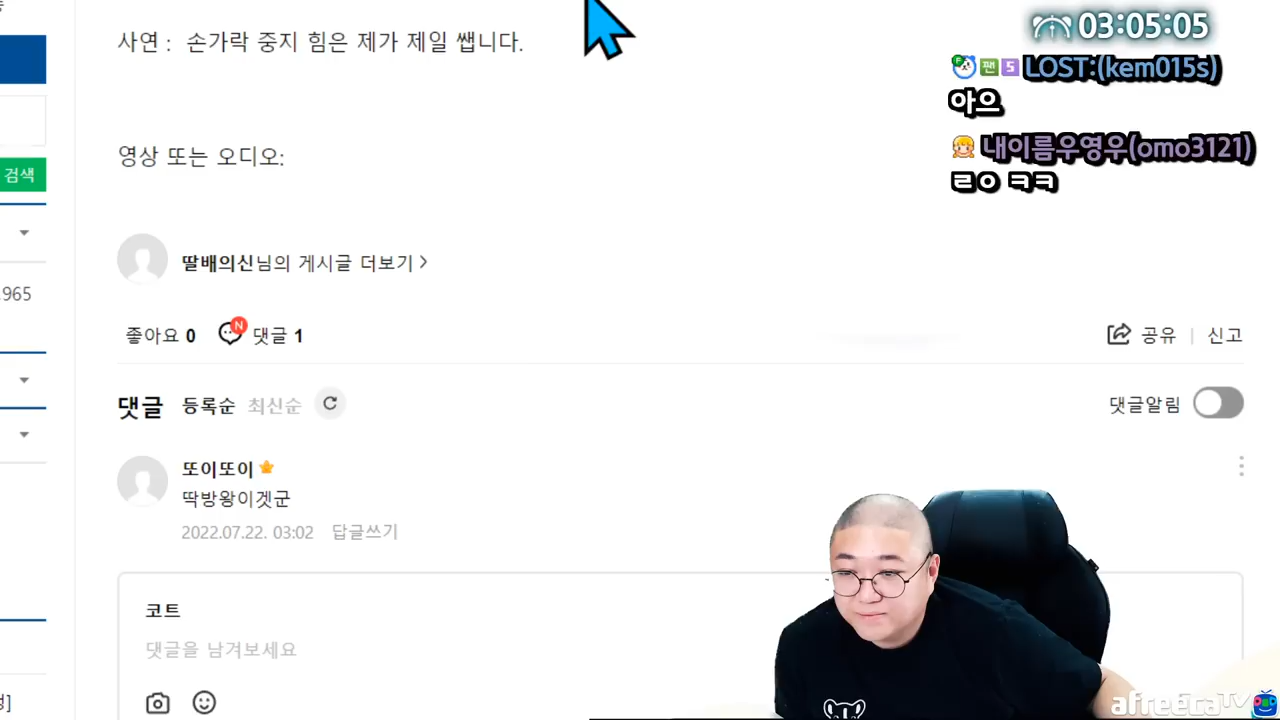 03:05:05
사연 : 손가락 중지 힘은 제가 제일 쌥니다.
팬 5 LOST:(kem015s)
아으
내이름우영우(omo3121)
ㄹㅇ ㅋㅋ
영상 또는 오디오:
검색
딸배의신님의 게시글 더보기 >
965
좋아요 0 N 댓글 1
공유 | 신고
댓글 등록순 최신순
댓글알림
또이또이
딱방왕이겟군
2022.07.22. 03:02 답글쓰기
코트
댓글을 남겨보세요
afreecaTV